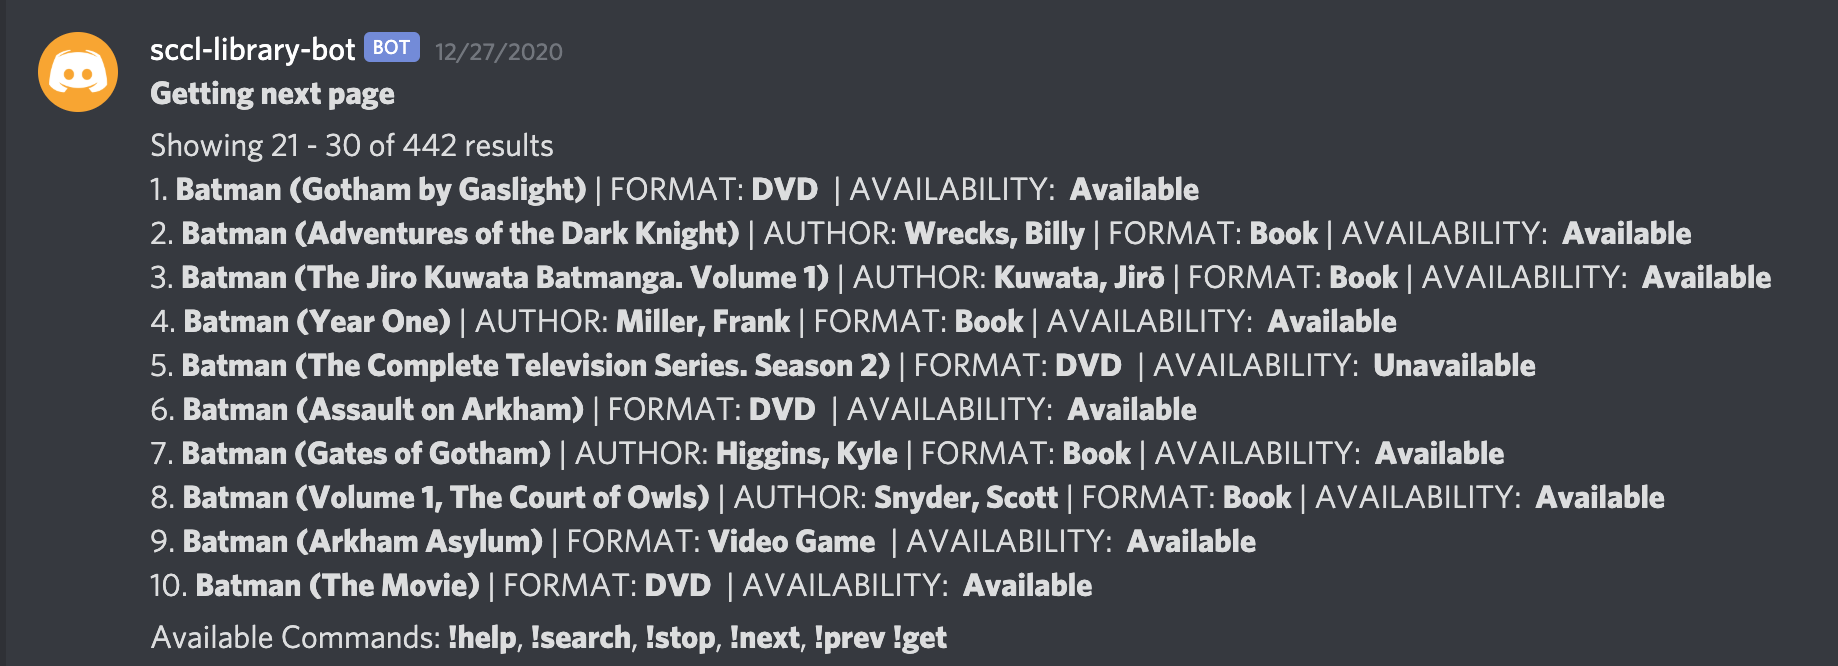 sccl-library-bot BOT 12/27/2020
Getting next page
Showing 21 - 30 of 442 results
1. Batman (Gotham by Gaslight) | FORMAT: DVD | AVAILABILITY: Available
2. Batman (Adventures of the Dark Knight) | AUTHOR: Wrecks, Billy | FORMAT: Book | AVAILABILITY: Available
3. Batman (The Jiro Kuwata Batmanga. Volume 1) | AUTHOR: Kuwata, Jirō | FORMAT: Book | AVAILABILITY: Available
4. Batman (Year One) | AUTHOR: Miller, Frank | FORMAT: Book | AVAILABILITY: Available
5. Batman (The Complete Television Series. Season 2) | FORMAT: DVD | AVAILABILITY: Unavailable
6. Batman (Assault on Arkham) | FORMAT: DVD | AVAILABILITY: Available
7. Batman (Gates of Gotham) | AUTHOR: Higgins, Kyle | FORMAT: Book | AVAILABILITY: Available
8. Batman (Volume 1, The Court of Owls) | AUTHOR: Snyder, Scott | FORMAT: Book | AVAILABILITY: Available
9. Batman (Arkham Asylum) | FORMAT: Video Game | AVAILABILITY: Available
10. Batman (The Movie) | FORMAT: DVD | AVAILABILITY: Available
Available Commands: !help, !search, !stop, !next, !prev !get